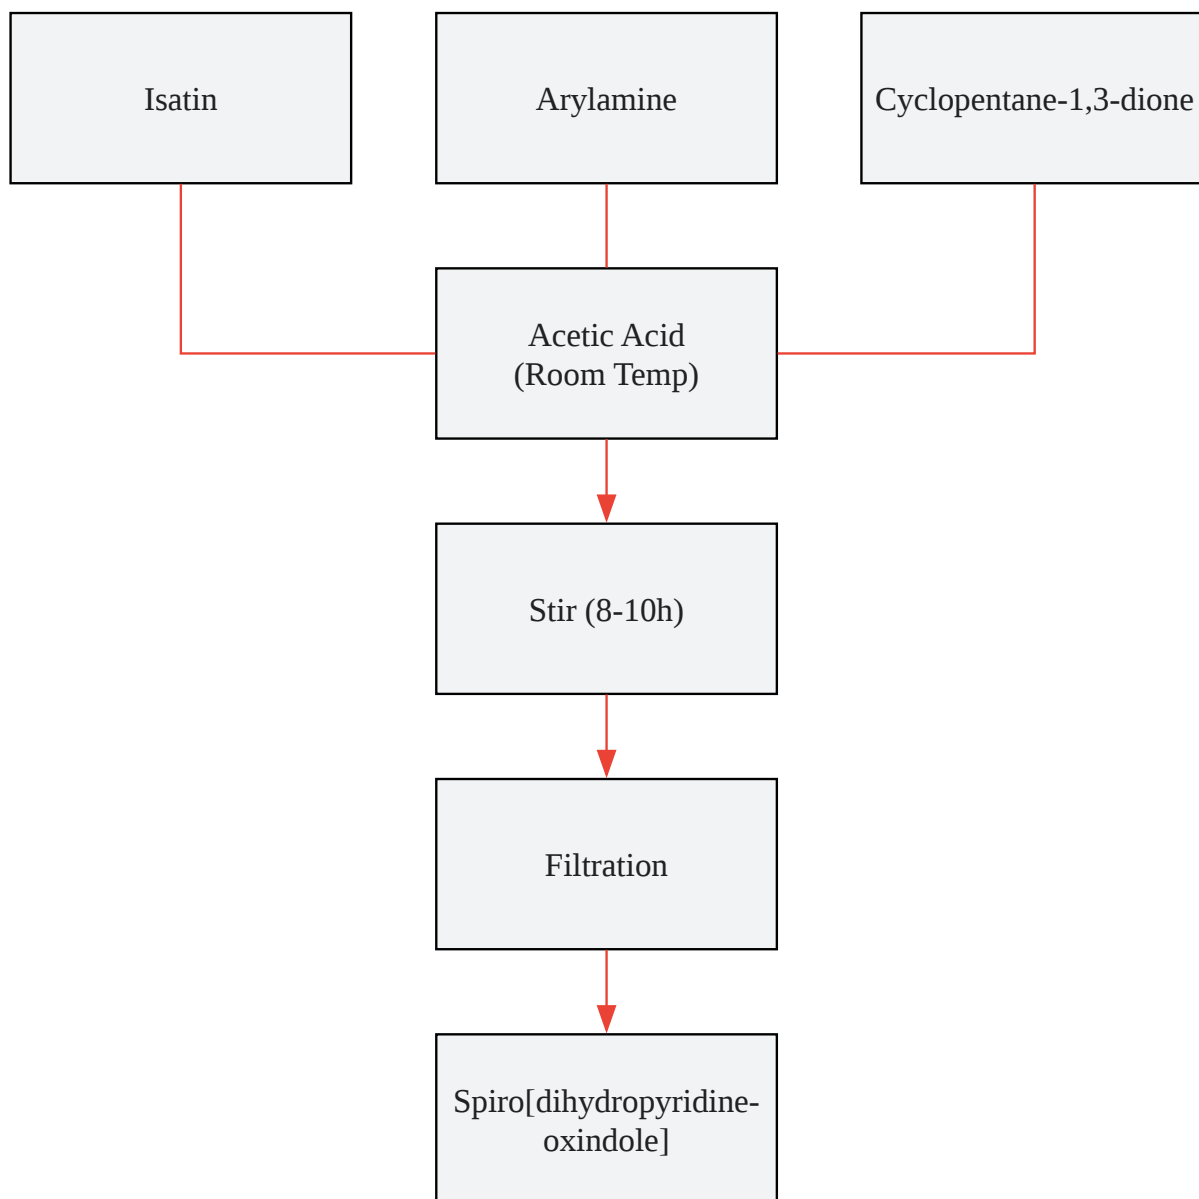 Isatin
Arylamine
Cyclopentane-1,3-dione
Acetic Acid
(Room Temp)
Stir (8-10h)
Filtration
Spiro[dihydropyridine-
oxindole]